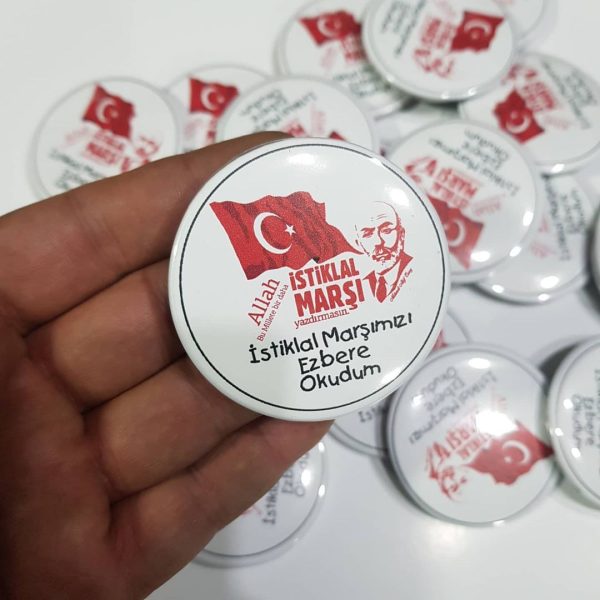 Allah
Bu Millete bir daha
İSTİKLAL
MARŞI
yazdırmasın.
İstiklal Marşımızı
Ezbere
Okudum